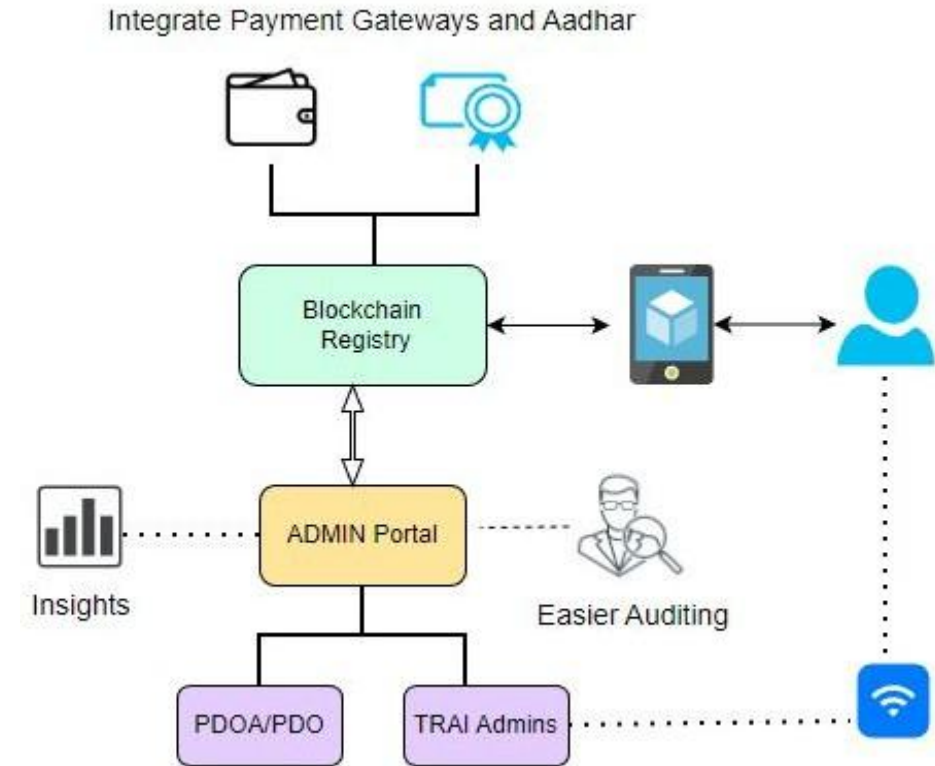 Integrate Payment Gateways and Aadhar
Blockchain
Registry
ADMIN Portal
Insights
Easier Auditing
PDOA/PDO
TRAI Admins